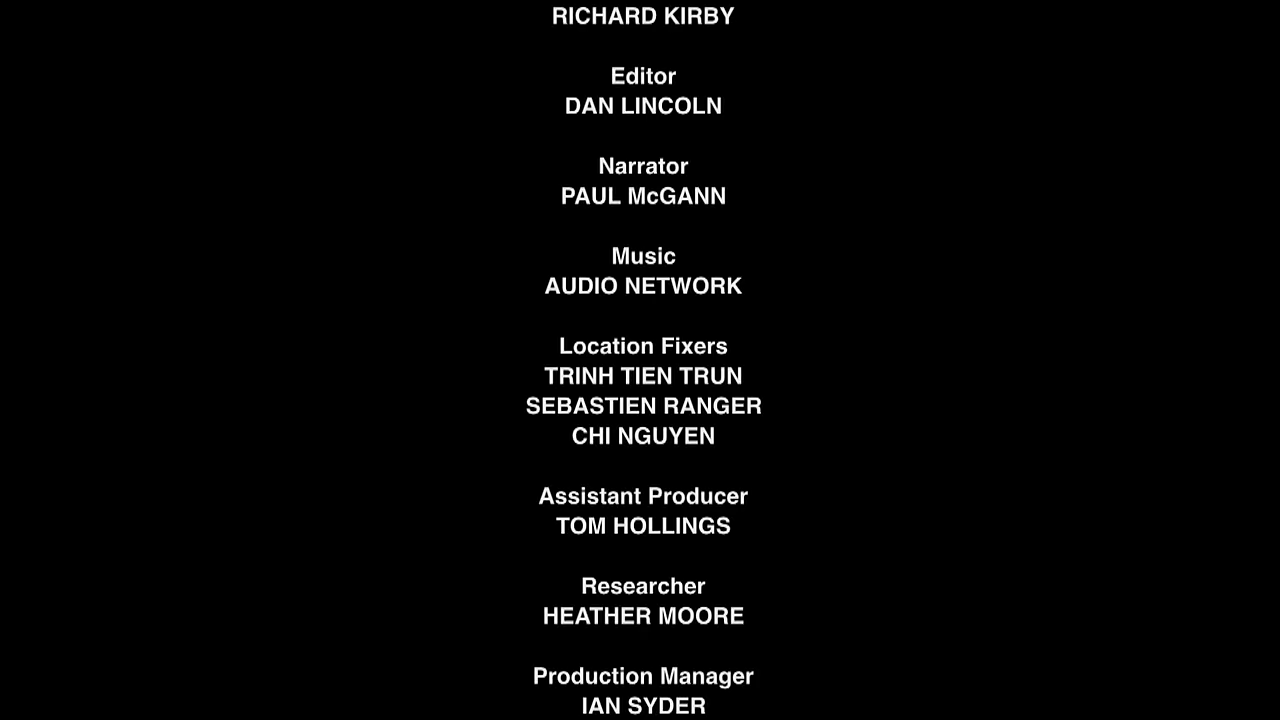 RICHARD KIRBY
Editor
DAN LINCOLN
Narrator
PAUL McGANN
Music
AUDIO NETWORK
Location Fixers
TRINH TIEN TRUN
SEBASTIEN RANGER
CHI NGUYEN
Assistant Producer
TOM HOLLINGS
Researcher
HEATHER MOORE
Production Manager
IAN SYDER